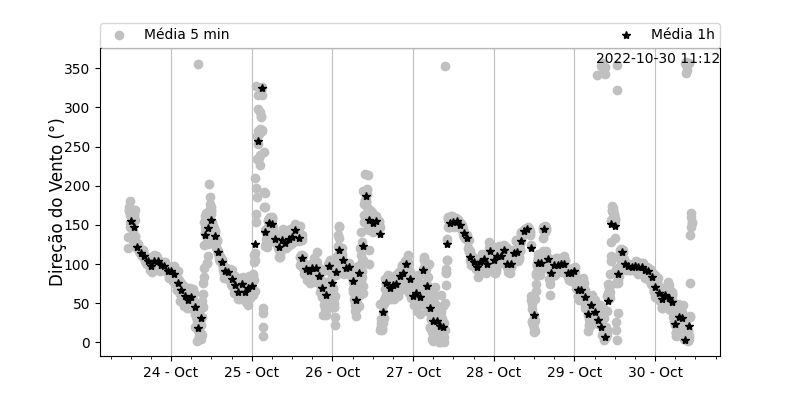 Média 5 min
Média 1h
2022-10-30 11:12
Direção do Vento (°)
350
300
250
200
150
100
50
0
24 - Oct
25 - Oct
26 - Oct
27 - Oct
28 - Oct
29 - Oct
30 - Oct